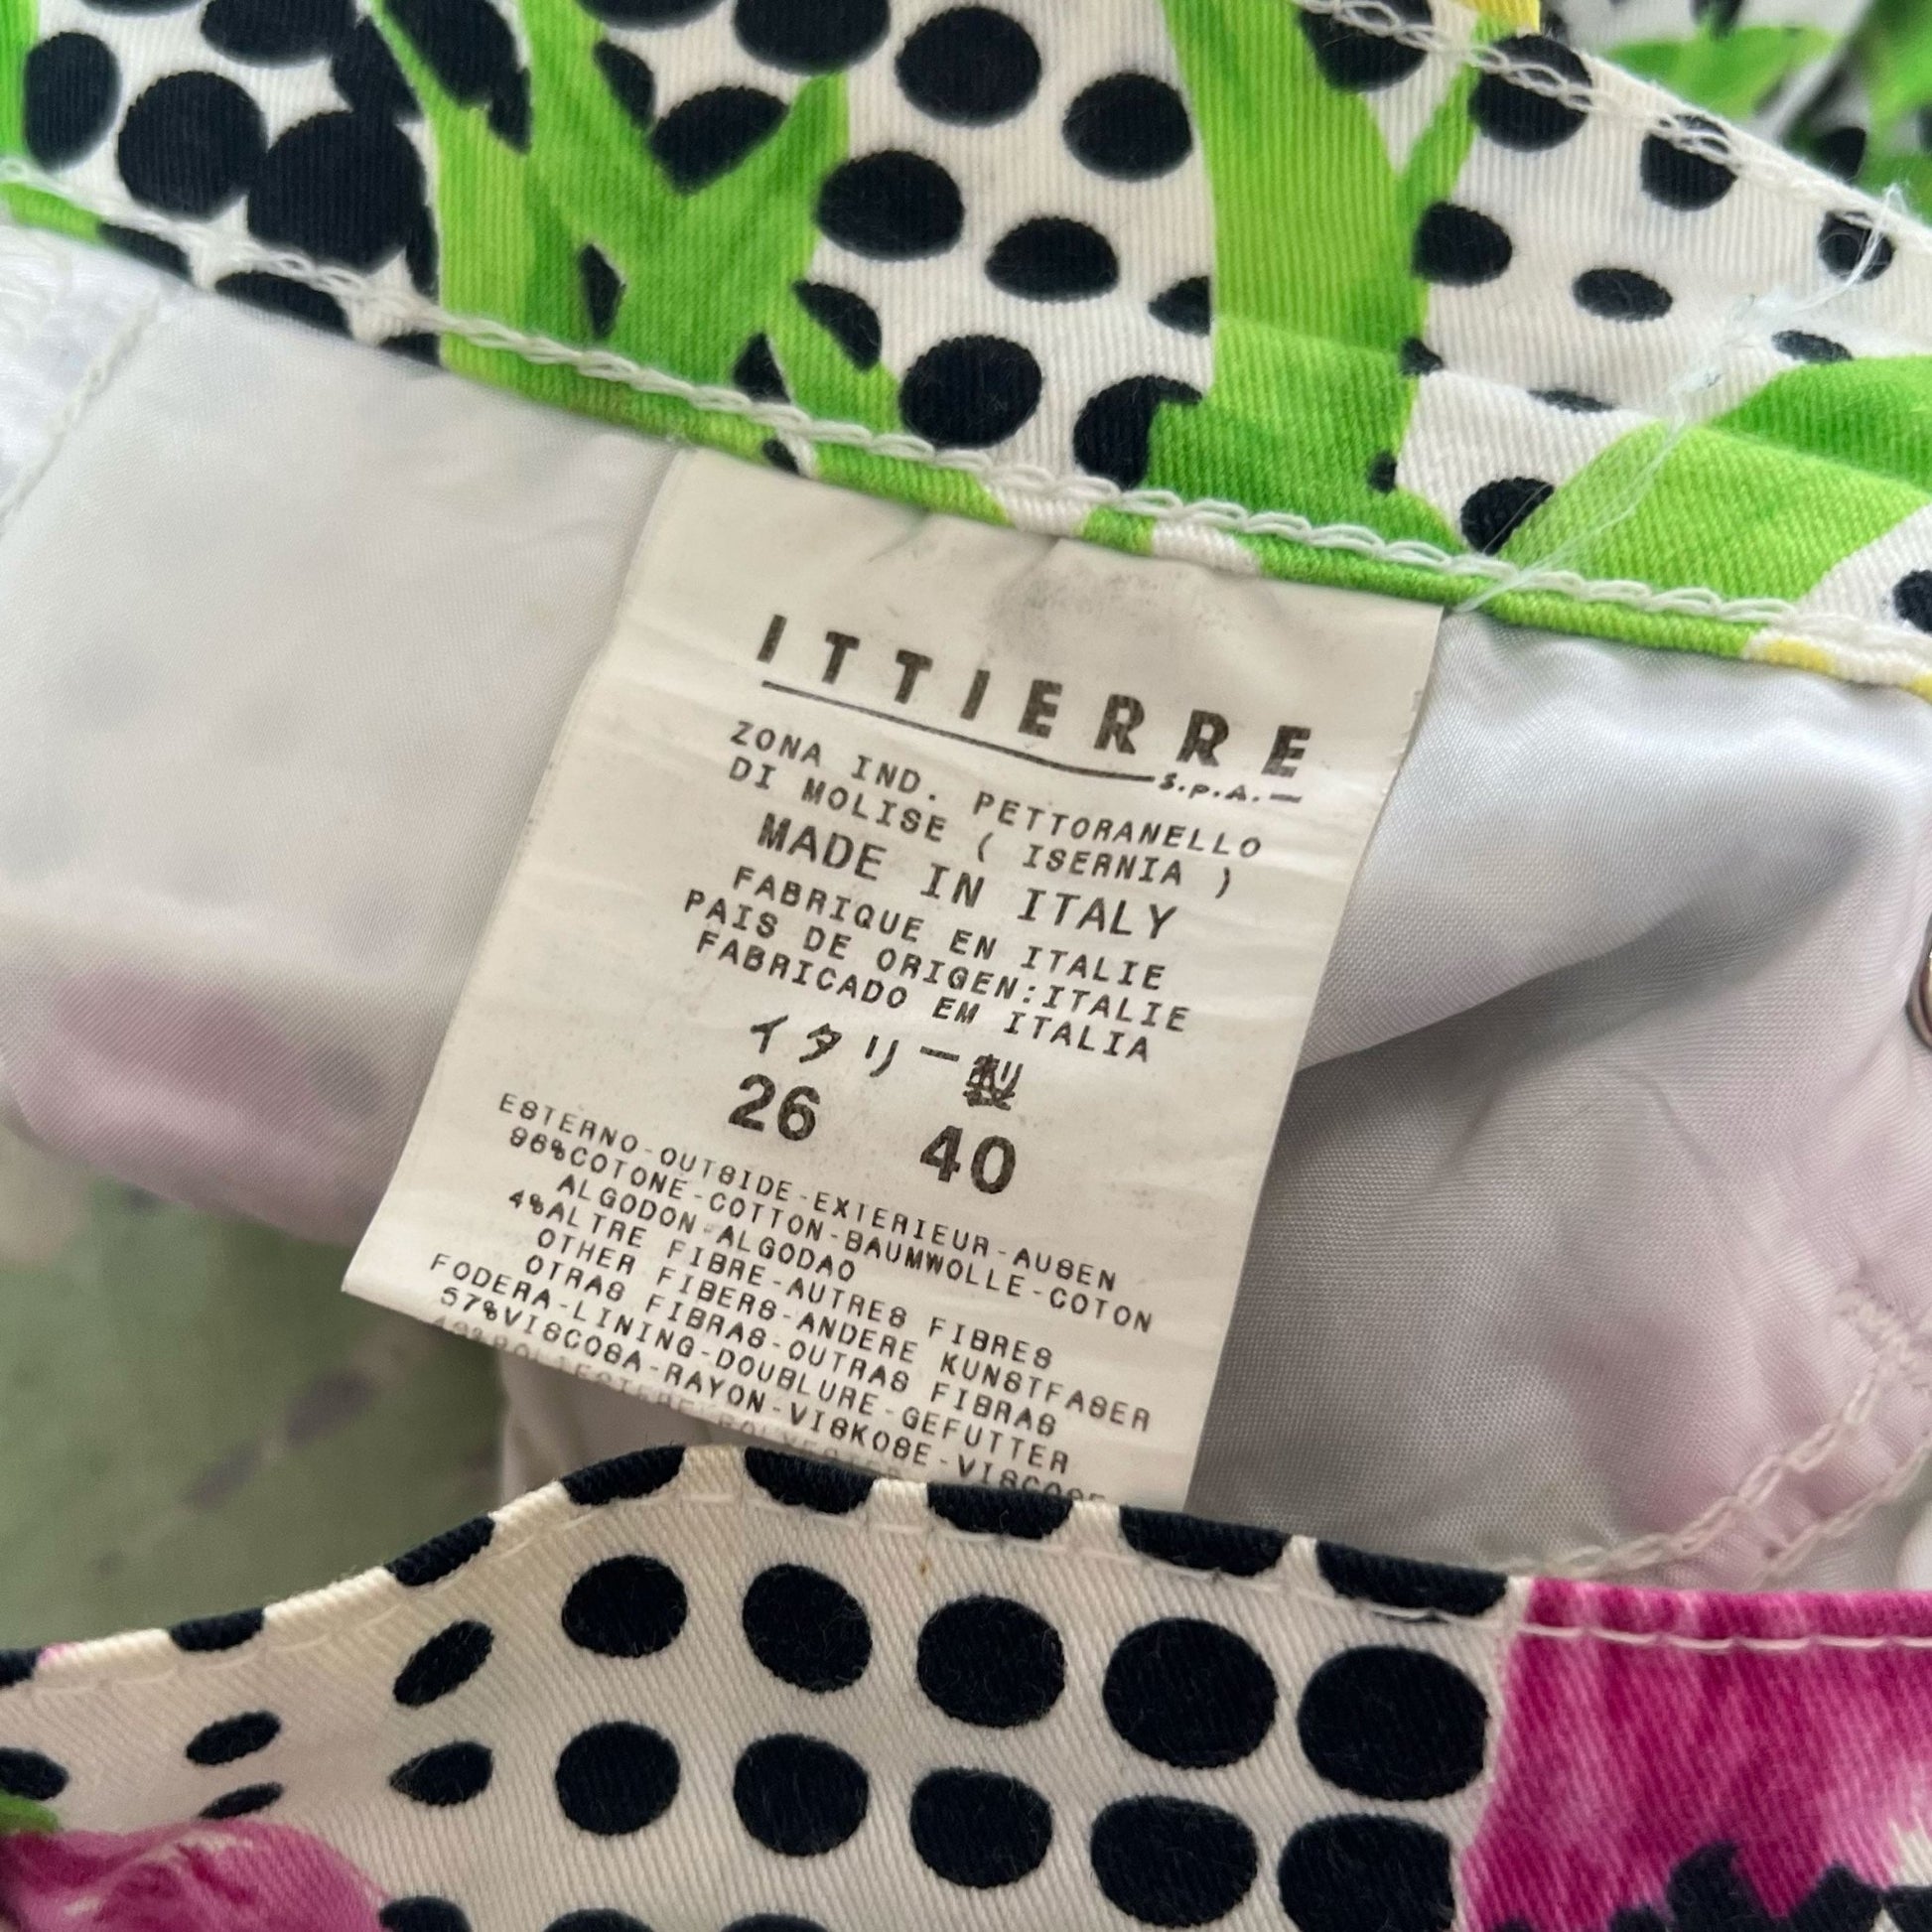 ITTIERRE
S.p.A.
ZONA IND. PETTORANELLO
DI MOLISE ( ISERNIA )
MADE IN ITALY
FABRIQUE EN ITALIE
PAIS DE ORIGEN:ITALIE
FABRICADO EM ITALIA
イタリー製
26 40
ESTERNO-OUTSIDE-EXTERIEUR-AUSEN
96%COTONE-COTTON-BAUMWOLLE-COTON
ALGODON-ALGODAO
4%ALTRE FIBRE-AUTRES FIBRES
OTHER FIBERS-ANDERE KUNSTFASER
OTRAS FIBRAS-OUTRAS FIBRAS
FODERA-LINING-DOUBLURE-GEFUTTER
57%VISCOSA-RAYON-VISKOSE-VISCOSE